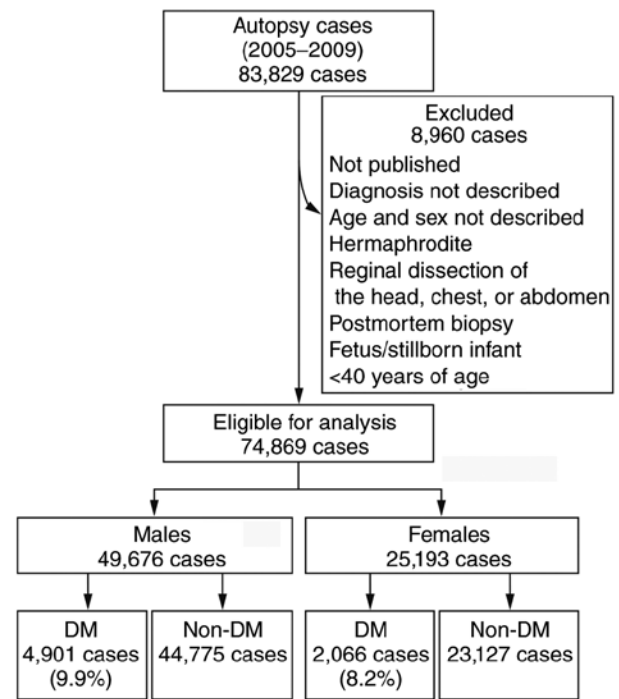 Autopsy cases
(2005–2009)
83,829 cases
Excluded
8,960 cases
Not published
Diagnosis not described
Age and sex not described
Hermaphrodite
Reginal dissection of
the head, chest, or abdomen
Postmortem biopsy
Fetus/stillborn infant
<40 years of age
Eligible for analysis
74,869 cases
Males
49,676 cases
Females
25,193 cases
DM
4,901 cases
(9.9%)
Non-DM
44,775 cases
DM
2,066 cases
(8.2%)
Non-DM
23,127 cases